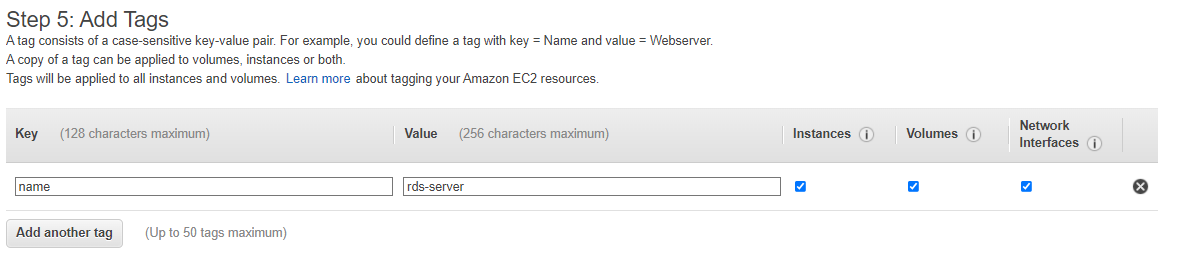 Step 5: Add Tags
A tag consists of a case-sensitive key-value pair. For example, you could define a tag with key = Name and value = Webserver.
A copy of a tag can be applied to volumes, instances or both.
Tags will be applied to all instances and volumes. Learn more about tagging your Amazon EC2 resources.
Key (128 characters maximum) Value (256 characters maximum) Instances Volumes Network Interfaces
name rds-server
Add another tag (Up to 50 tags maximum)